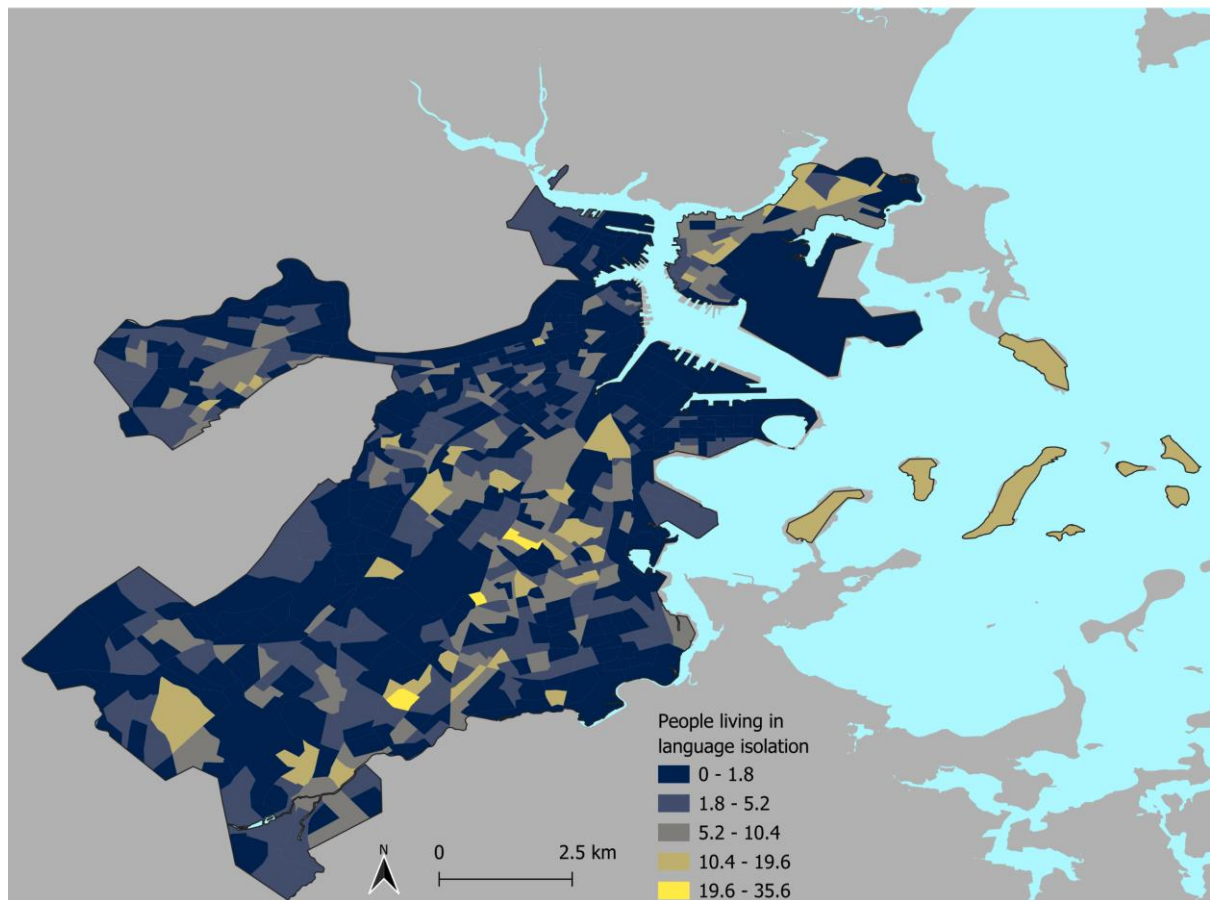 People living in
language isolation
0 - 1.8
1.8 - 5.2
5.2 - 10.4
10.4 - 19.6
19.6 - 35.6
N
0 2.5 km